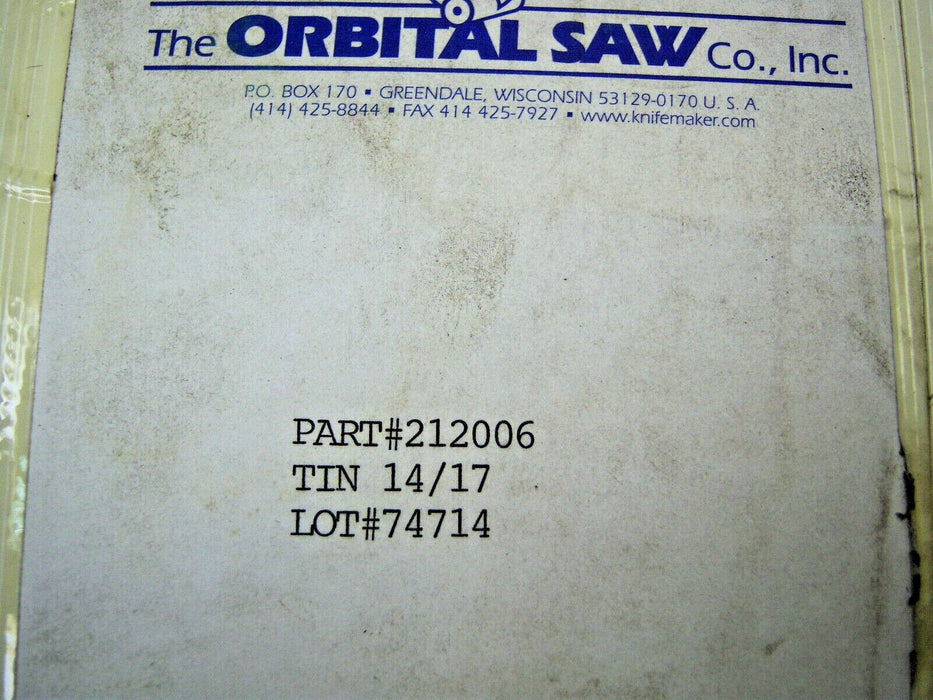 The ORBITAL SAW Co., Inc.
P.O. BOX 170 ▪ GREENDALE, WISCONSIN 53129-0170 U. S. A.
(414) 425-8844 ▪ FAX 414 425-7927 ▪ www.knifemaker.com
PART#212006
TIN 14/17
LOT#74714